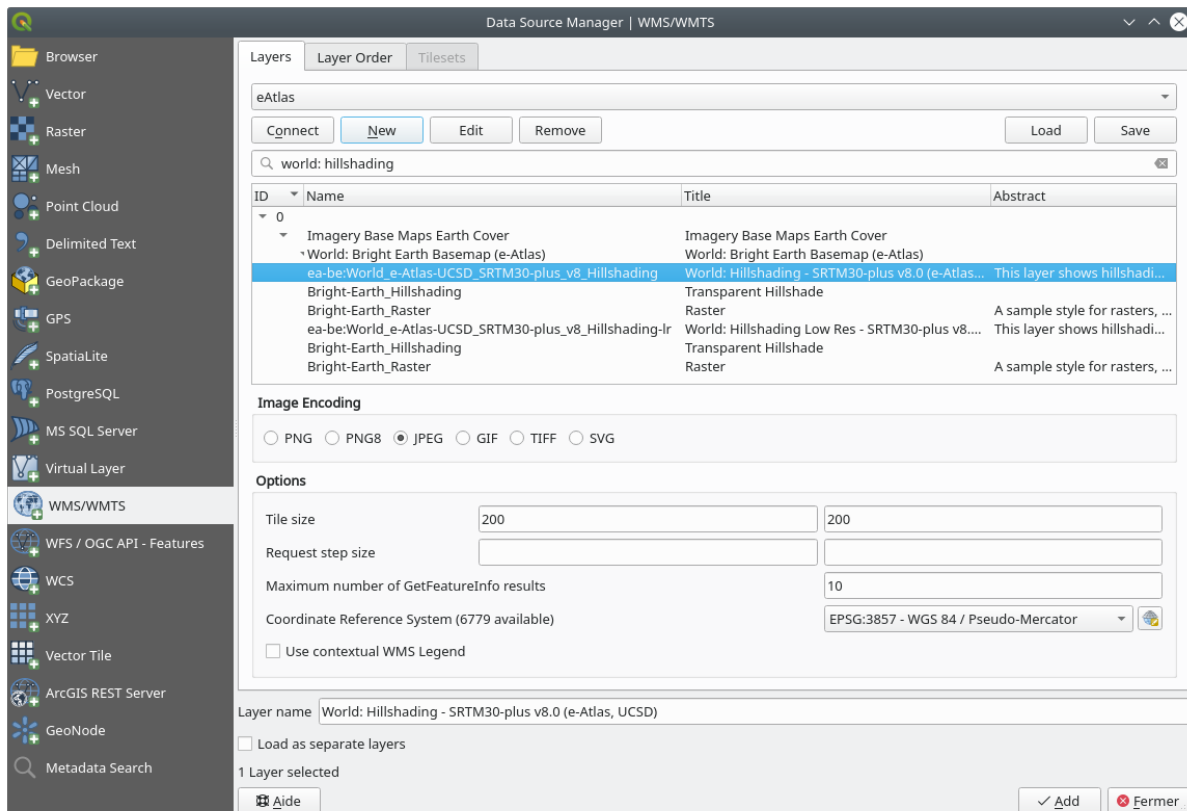 Data Source Manager | WMS/WMTS
Browser
Vector
Raster
Mesh
Point Cloud
Delimited Text
GeoPackage
GPS
SpatiaLite
PostgreSQL
MS SQL Server
Virtual Layer
WMS/WMTS
WFS / OGC API - Features
WCS
XYZ
Vector Tile
ArcGIS REST Server
GeoNode
Metadata Search
Layers Layer Order Tilesets
eAtlas
Connect New Edit Remove Load Save
world: hillshading
ID Name Title Abstract
0
Imagery Base Maps Earth Cover Imagery Base Maps Earth Cover
World: Bright Earth Basemap (e-Atlas) World: Bright Earth Basemap (e-Atlas)
ea-be:World_e-Atlas-UCSD_SRTM30-plus_v8_Hillshading World: Hillshading - SRTM30-plus v8.0 (e-Atlas... This layer shows hillshadi...
Bright-Earth_Hillshading Transparent Hillshade
Bright-Earth_Raster Raster A sample style for rasters, ...
ea-be:World_e-Atlas-UCSD_SRTM30-plus_v8_Hillshading-lr World: Hillshading Low Res - SRTM30-plus v8.... This layer shows hillshadi...
Bright-Earth_Hillshading Transparent Hillshade
Bright-Earth_Raster Raster A sample style for rasters, ...
Image Encoding
PNG PNG8 JPEG GIF TIFF SVG
Options
Tile size 200 200
Request step size
Maximum number of GetFeatureInfo results 10
Coordinate Reference System (6779 available) EPSG:3857 - WGS 84 / Pseudo-Mercator
Use contextual WMS Legend
Layer name World: Hillshading - SRTM30-plus v8.0 (e-Atlas, UCSD)
Load as separate layers
1 Layer selected
Aide Add Fermer